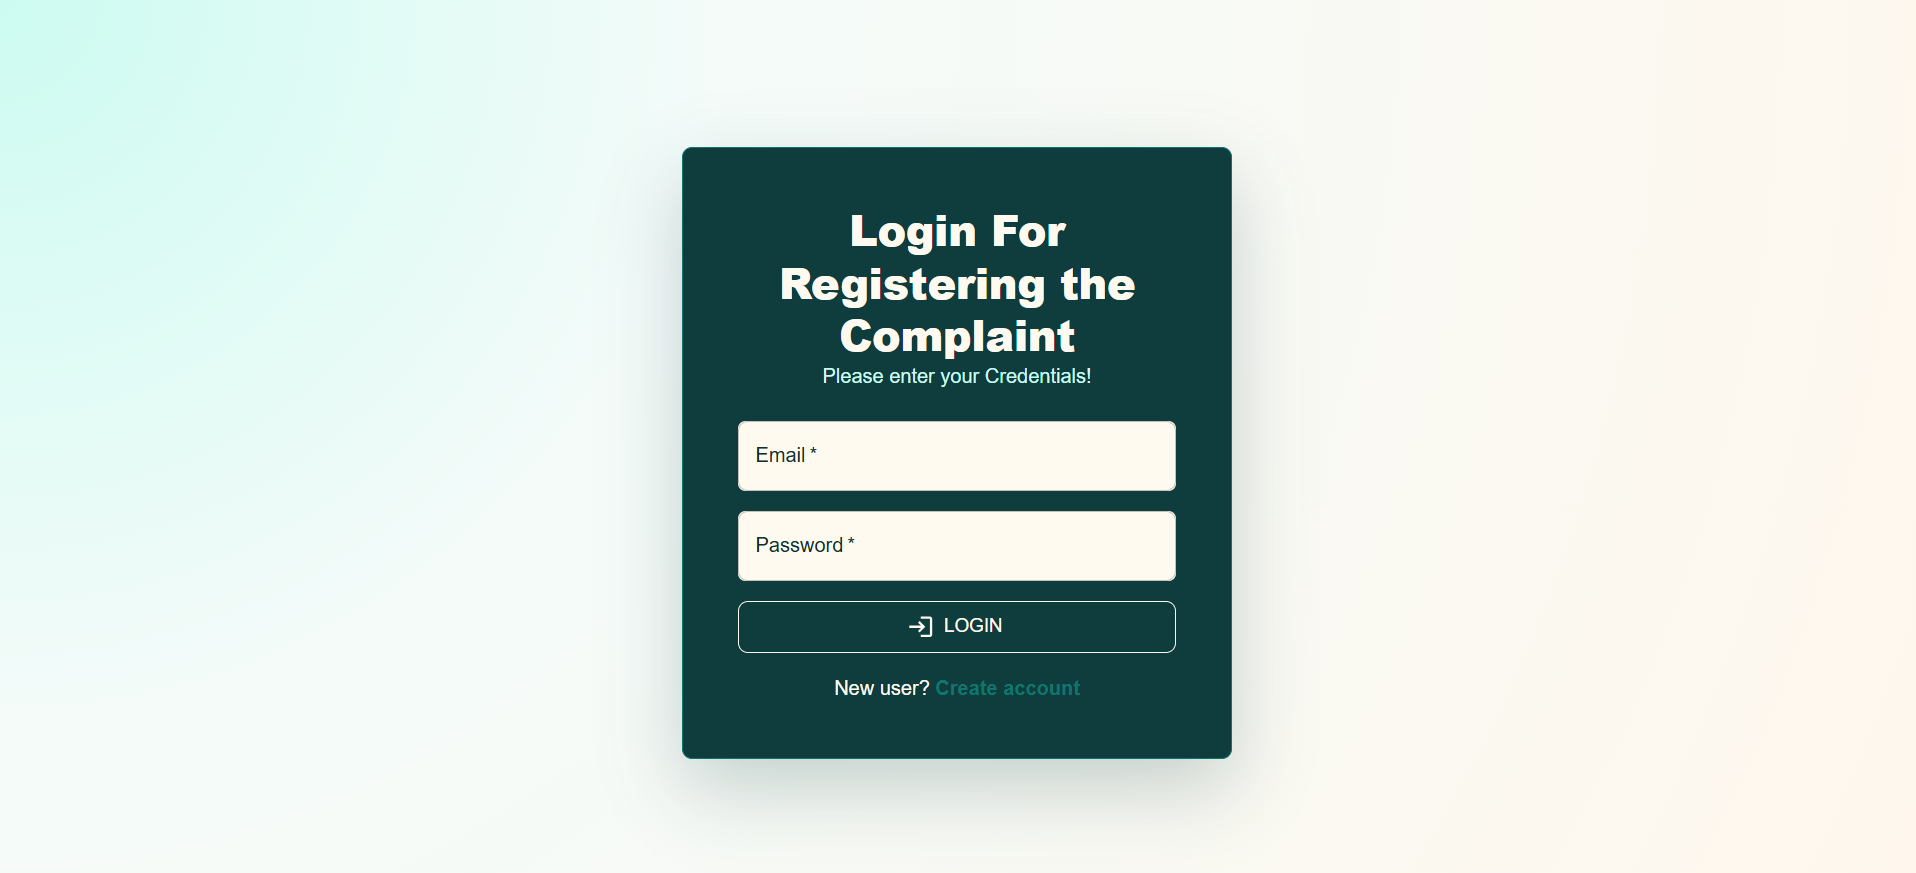 Login For
Registering the
Complaint
Please enter your Credentials!
Email *
Password *
LOGIN
New user? Create account